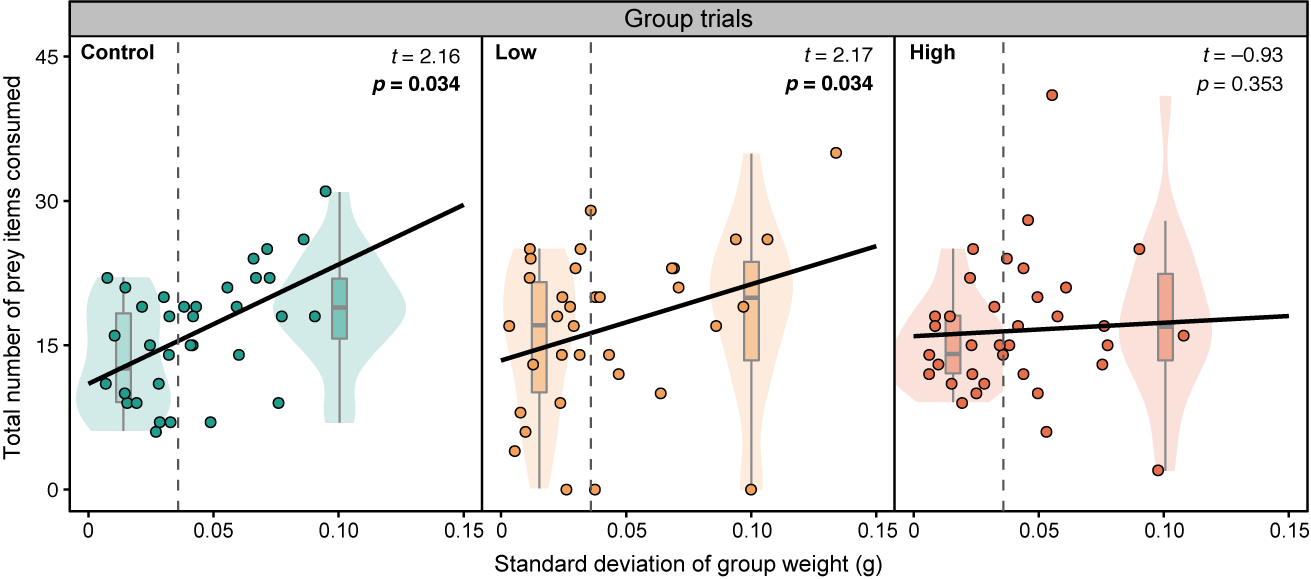 Group trials
Control
t = 2.16
p = 0.034
Low
t = 2.17
p = 0.034
High
t = –0.93
p = 0.353
Total number of prey items consumed
45
30
15
0
0 0.05 0.10 0.15
0 0.05 0.10 0.15
0 0.05 0.10 0.15
Standard deviation of group weight (g)